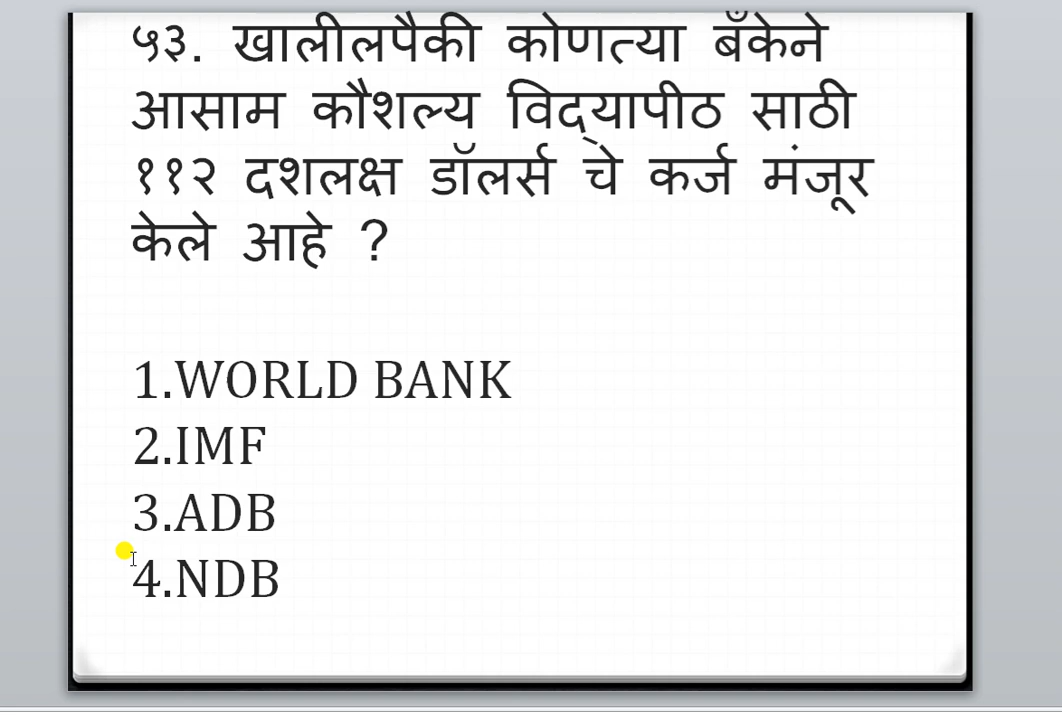 ५३. खालीलपैकी कोणत्या बँकेने
आसाम कौशल्य विद्‌यापीठ साठी
११२ दशलक्ष डॉलर्स चे कर्ज मंजूर
केले आहे ?
1.WORLD BANK
2.IMF
3.ADB
4.NDB